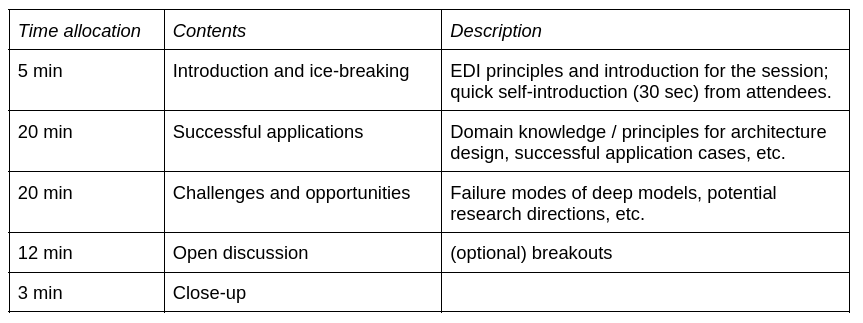 Time allocation Contents Description
5 min Introduction and ice-breaking EDI principles and introduction for the session;
quick self-introduction (30 sec) from attendees.
20 min Successful applications Domain knowledge / principles for architecture
design, successful application cases, etc.
20 min Challenges and opportunities Failure modes of deep models, potential
research directions, etc.
12 min Open discussion (optional) breakouts
3 min Close-up